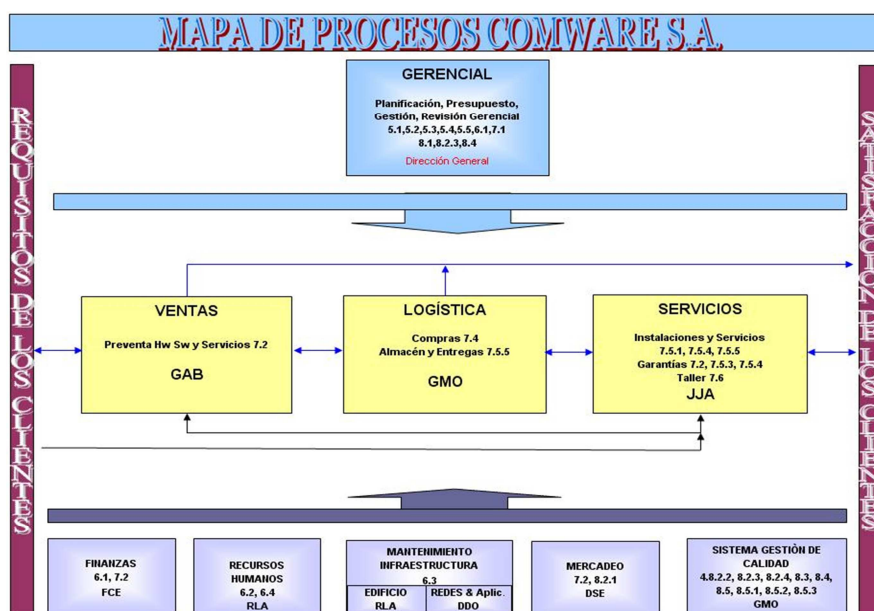 MAPA DE PROCESOS COMWARE S.A.
REQUISITOS DE LOS CLIENTES
SATISFACCION DE LOS CLIENTES
GERENCIAL
Planificación, Presupuesto,
Gestión, Revisión Gerencial
5.1,5.2,5.3,5.4,5.5,6.1,7.1
8.1,8.2.3,8.4
Dirección General
VENTAS
Preventa Hw Sw y Servicios 7.2
GAB
LOGÍSTICA
Compras 7.4
Almacén y Entregas 7.5.5
GMO
SERVICIOS
Instalaciones y Servicios
7.5.1, 7.5.4, 7.5.5
Garantías 7.2, 7.5.3, 7.5.4
Taller 7.6
JJA
FINANZAS
6.1, 7.2
FCE
RECURSOS
HUMANOS
6.2, 6.4
RLA
MANTENIMIENTO
INFRAESTRUCTURA
6.3
EDIFICIO
RLA
REDES & Aplic.
DDO
MERCADEO
7.2, 8.2.1
DSE
SISTEMA GESTIÒN DE
CALIDAD
4.8.2.2, 8.2.3, 8.2.4, 8.3, 8.4,
8.5, 8.5.1, 8.5.2, 8.5.3
GMO